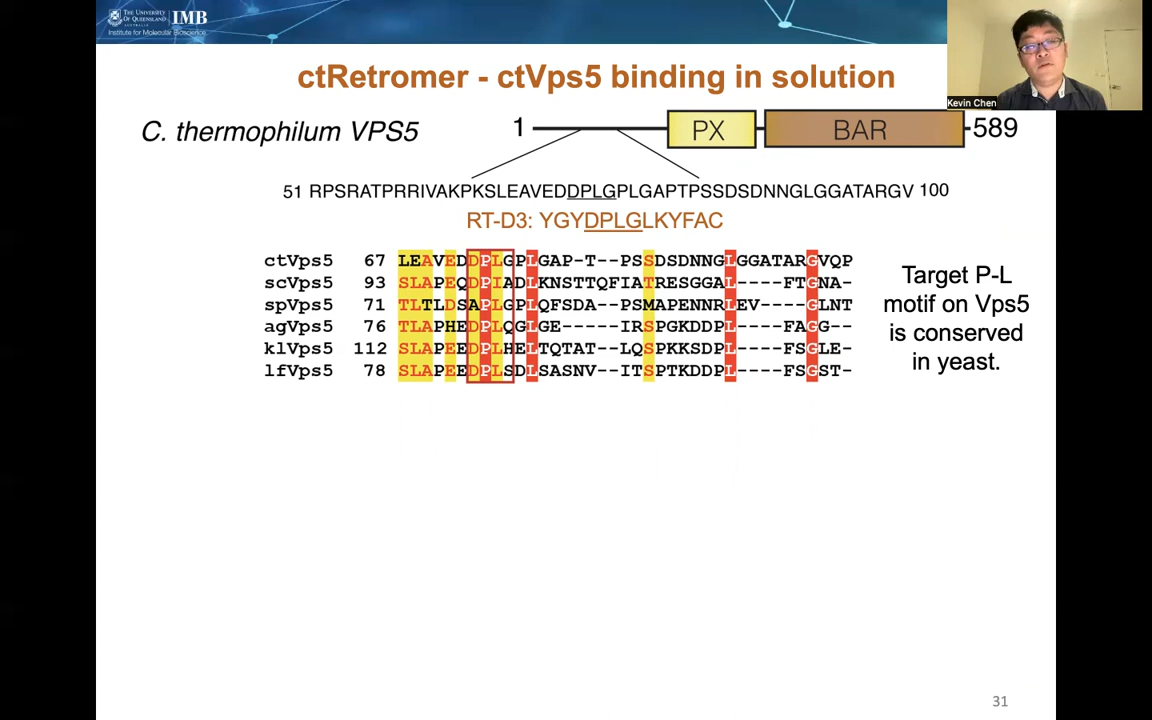 THE UNIVERSITY
OF QUEENSLAND
AUSTRALIA
IMB
Institute for Molecular Bioscience
Kevin Chen
ctRetromer - ctVps5 binding in solution
C. thermophilum VPS5
1 PX BAR 589
51 RPSRATPRRIVAKPKSLEAVEDDPLGPLGAPTPSSDSDNNGLGGATARGV 100
RT-D3: YGYDPLGLKYFAC
ctVps5 67 LEAVEDDPLGPLGAP-T--PSSDSDNNGLGGATARGVQP
scVps5 93 SLAPEQDPIADLKNSTTQFIATRESGGAL----FTGNA-
spVps5 71 TLTLDSAPLGPLQFSDA--PSMAPENNRLEV----GLNT
agVps5 76 TLAPHEDPLQGLGE-----IRSPGKDDPL----FAGG--
klVps5 112 SLAPEEDPLHELTQTAT--LQSPKKSDPL----FSGLE-
lfVps5 78 SLAPEEDPLSDLSASNV--ITSPTKDDPL----FSGST-
Target P-L
motif on Vps5
is conserved
in yeast.
31